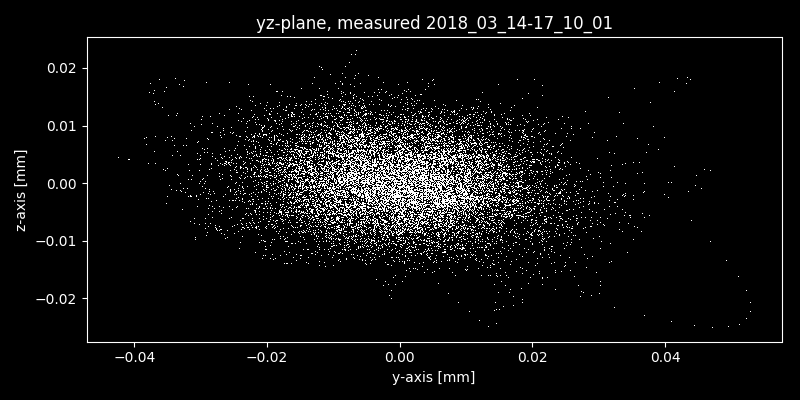 yz-plane, measured 2018_03_14-17_10_01
0.02
0.01
0.00
−0.01
−0.02
z-axis [mm]
−0.04 −0.02 0.00 0.02 0.04
y-axis [mm]